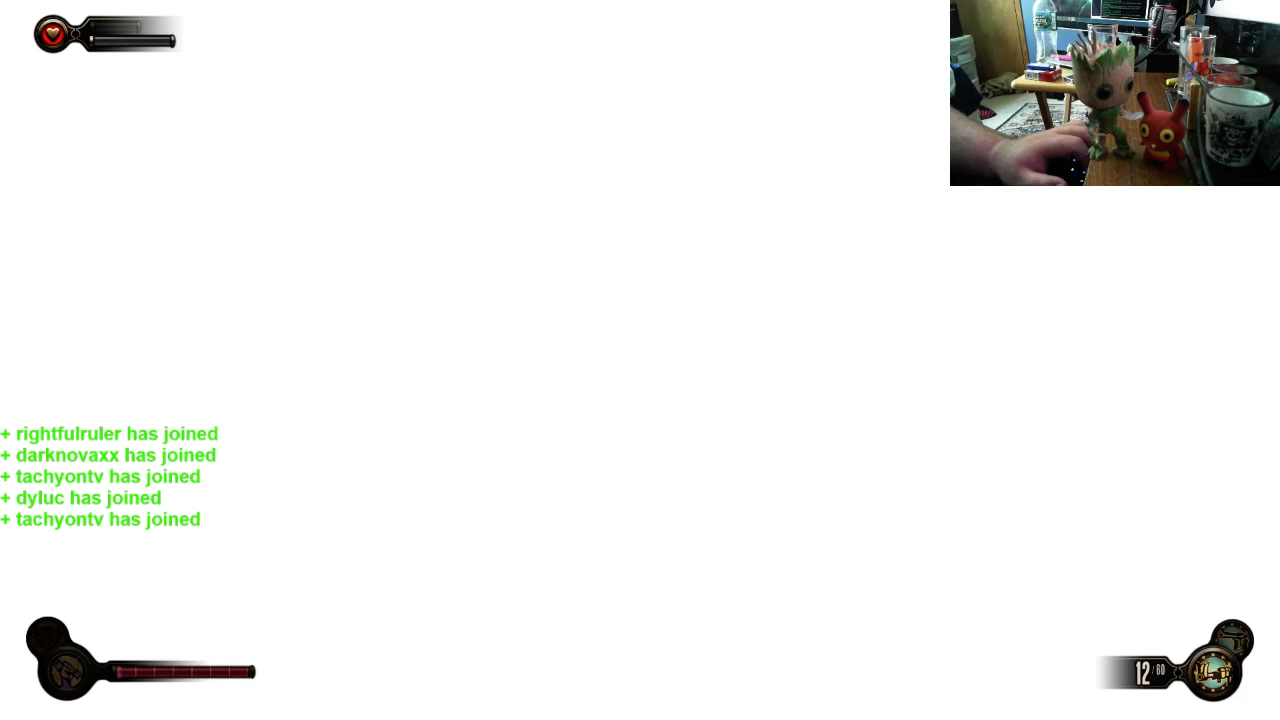 + rightfulruler has joined
+ darknovaxx has joined
+ tachyontv has joined
+ dyluc has joined
+ tachyontv has joined
12 / 60